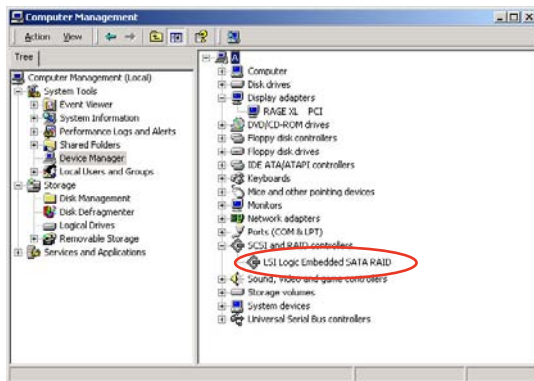 Computer Management
Action View
Tree
Computer Management (Local)
System Tools
Event Viewer
System Information
Performance Logs and Alerts
Shared Folders
Device Manager
Local Users and Groups
Storage
Disk Management
Disk Defragmenter
Logical Drives
Removable Storage
Services and Applications
A
Computer
Disk drives
Display adapters
RAGE XL PCI
DVD/CD-ROM drives
Floppy disk controllers
Floppy disk drives
IDE ATA/ATAPI controllers
Keyboards
Mice and other pointing devices
Monitors
Network adapters
Ports (COM & LPT)
SCSI and RAID controllers
LSI Logic Embedded SATA RAID
Sound, video and game controllers
Storage volumes
System devices
Universal Serial Bus controllers